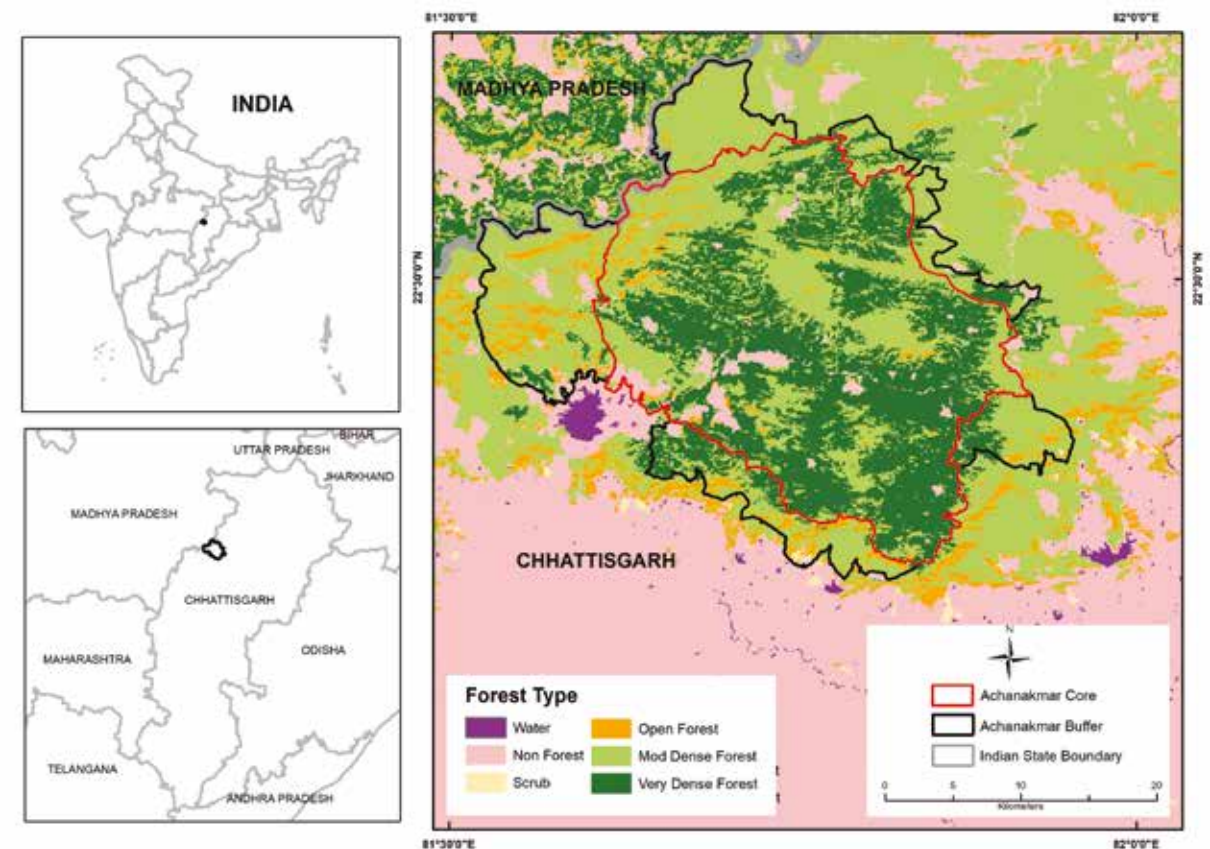 INDIA
UTTAR PRADESH
BIHAR
JHARKHAND
MADHYA PRADESH
CHHATTISGARH
MAHARASHTRA
ODISHA
TELANGANA
ANDHRA PRADESH
81°30'0"E
82°0'0"E
MADHYA PRADESH
22°30'0"N
22°30'0"N
CHHATTISGARH
Forest Type
Water
Non Forest
Scrub
Open Forest
Mod Dense Forest
Very Dense Forest
N
Achanakmar Core
Achanakmar Buffer
Indian State Boundary
0 5 10 20
Kilometers
81°30'0"E
82°0'0"E